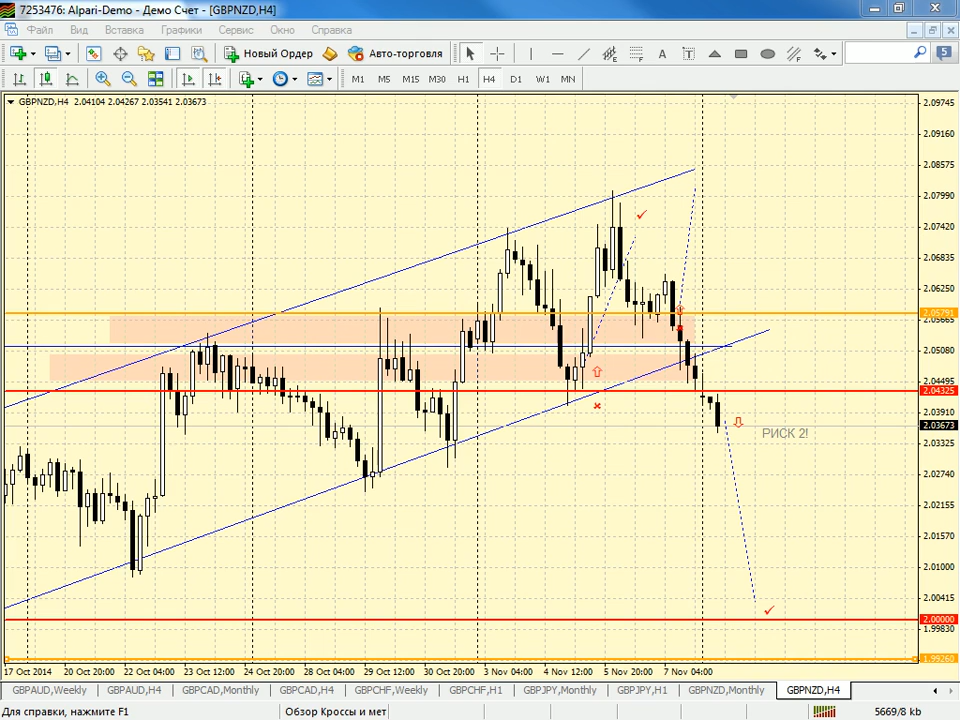 7253476: Alpari-Demo - Демо Счет - [GBPNZD,H4]
Файл Вид Вставка Графики Сервис Окно Справка
Новый Ордер Авто-торговля A T 5
M1 M5 M15 M30 H1 H4 D1 W1 MN
GBPNZD,H4 2.04104 2.04267 2.03541 2.03673
2.09745
2.09160
2.08575
2.07990
2.07420
2.06835
2.06250
2.05791
2.05665
2.05080
2.04495
2.04325
2.03910
2.03673
РИСК 2!
2.03325
2.02740
2.02155
2.01570
2.01000
2.00415
2.00000
1.99830
1.99260
17 Oct 2014 20 Oct 20:00 22 Oct 04:00 23 Oct 12:00 24 Oct 20:00 28 Oct 04:00 29 Oct 12:00 30 Oct 20:00 3 Nov 04:00 4 Nov 12:00 5 Nov 20:00 7 Nov 04:00
GBPAUD,Weekly GBPAUD,H4 GBPCAD,Monthly GBPCAD,H4 GBPCHF,Weekly GBPCHF,H1 GBPJPY,Monthly GBPJPY,H1 GBPNZD,Monthly GBPNZD,H4
Для справки, нажмите F1 Обзор Кроссы и мет 5669/8 kb